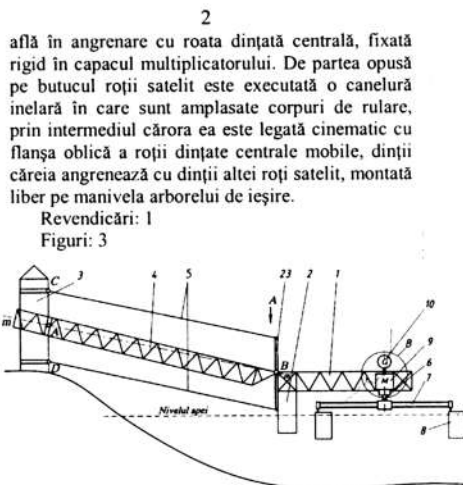 2
află în angrenare cu roata dinţată centrală, fixată
rigid în capacul multiplicatorului. De partea opusă
pe butucul roţii satelit este executată o canelură
inelară în care sunt amplasate corpuri de rulare,
prin intermediul cărora ea este legată cinematic cu
flanşa oblică a roţii dinţate centrale mobile, dinţii
căreia angrenează cu dinţii altei roţi satelit, montată
liber pe manivela arborelui de ieşire.
Revendicări: 1
Figuri: 3
C 3 4 5 23 2 1 10
A
m A B G B 9
M 6
D 7
Nivelul apei 8